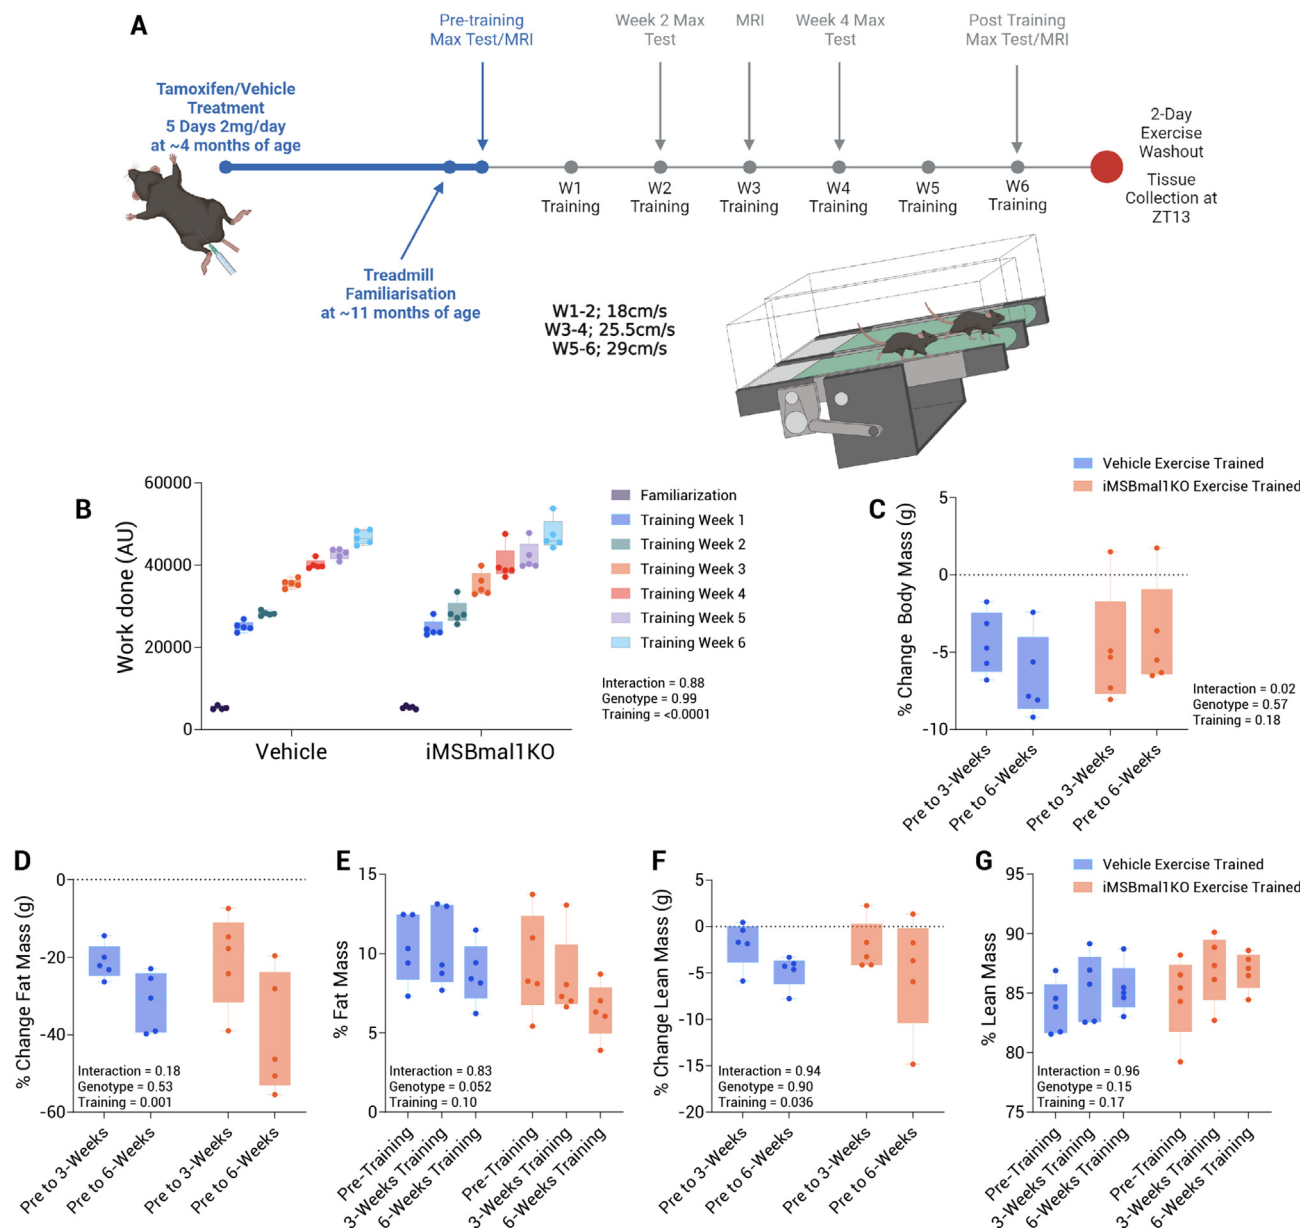 A
Pre-training
Max Test/MRI
Week 2 Max
Test
MRI
Week 4 Max
Test
Post Training
Max Test/MRI
Tamoxifen/Vehicle
Treatment
5 Days 2mg/day
at ~4 months of age
2-Day
Exercise
Washout
Tissue
Collection at
ZT13
W1
Training
W2
Training
W3
Training
W4
Training
W5
Training
W6
Training
Treadmill
Familiarisation
at ~11 months of age
W1-2; 18cm/s
W3-4; 25.5cm/s
W5-6; 29cm/s
B
Work done (AU)
60000
40000
20000
0
Vehicle
iMSBmal1KO
Familiarization
Training Week 1
Training Week 2
Training Week 3
Training Week 4
Training Week 5
Training Week 6
Interaction = 0.88
Genotype = 0.99
Training = <0.0001
Vehicle Exercise Trained
iMSBmal1KO Exercise Trained
C
% Change Body Mass (g)
5
0
-5
-10
Pre to 3-Weeks
Pre to 6-Weeks
Pre to 3-Weeks
Pre to 6-Weeks
Interaction = 0.02
Genotype = 0.57
Training = 0.18
D
% Change Fat Mass (g)
0
-20
-40
-60
Interaction = 0.18
Genotype = 0.53
Training = 0.001
Pre to 3-Weeks
Pre to 6-Weeks
Pre to 3-Weeks
Pre to 6-Weeks
E
% Fat Mass
15
10
5
0
Interaction = 0.83
Genotype = 0.052
Training = 0.10
Pre-Training
3-Weeks Training
6-Weeks Training
Pre-Training
3-Weeks Training
6-Weeks Training
F
% Change Lean Mass (g)
5
0
-5
-10
-15
-20
Interaction = 0.94
Genotype = 0.90
Training = 0.036
Pre to 3-Weeks
Pre to 6-Weeks
Pre to 3-Weeks
Pre to 6-Weeks
G
Vehicle Exercise Trained
iMSBmal1KO Exercise Trained
% Lean Mass
95
90
85
80
75
Interaction = 0.96
Genotype = 0.15
Training = 0.17
Pre-Training
3-Weeks Training
6-Weeks Training
Pre-Training
3-Weeks Training
6-Weeks Training